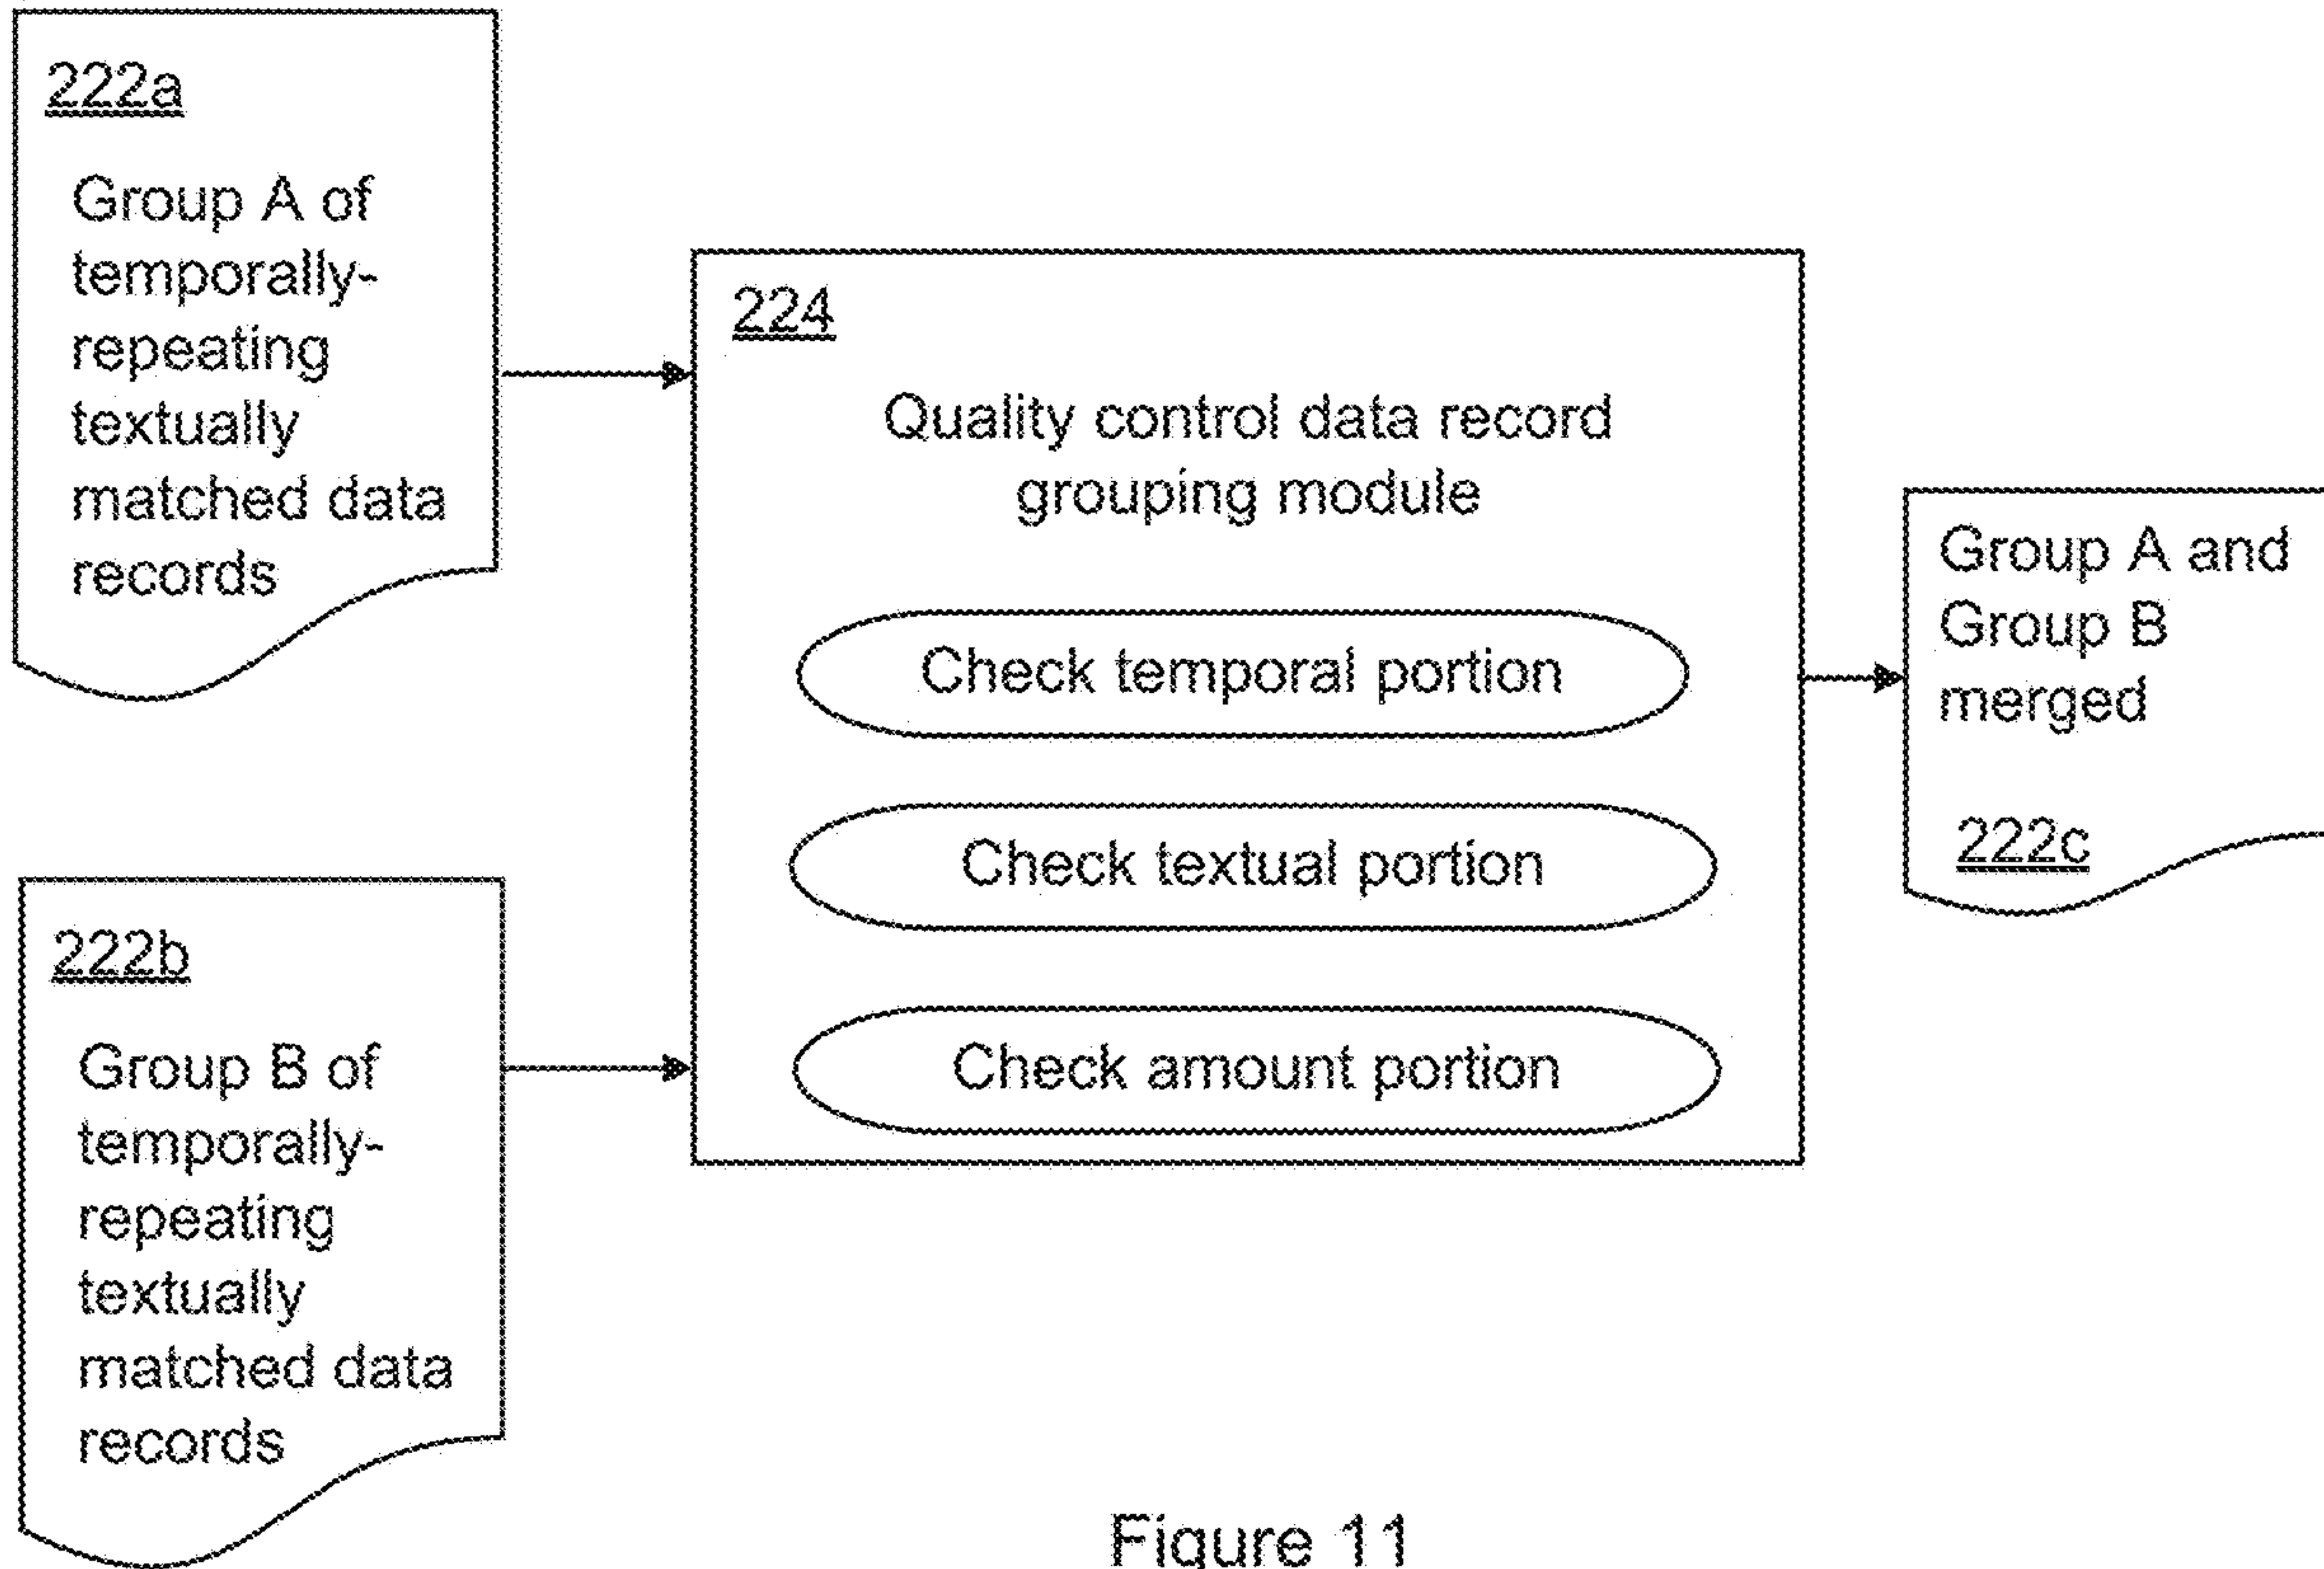 222a
Group A of
temporally-
repeating
textually
matched data
records
222b
Group B of
temporally-
repeating
textually
matched data
records
224
Quality control data record
grouping module
Check temporal portion
Check textual portion
Check amount portion
Group A and
Group B
merged
222c
Figure 11